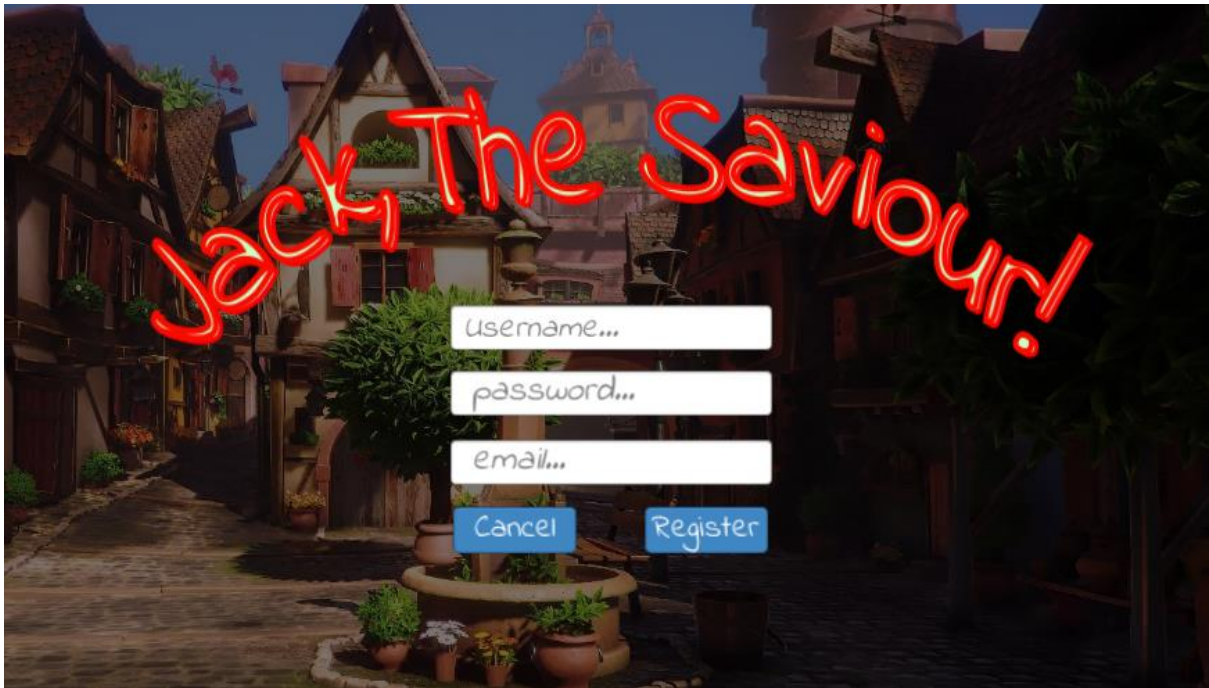 Jack, The Saviour!
username...
password...
email...
Cancel
Register